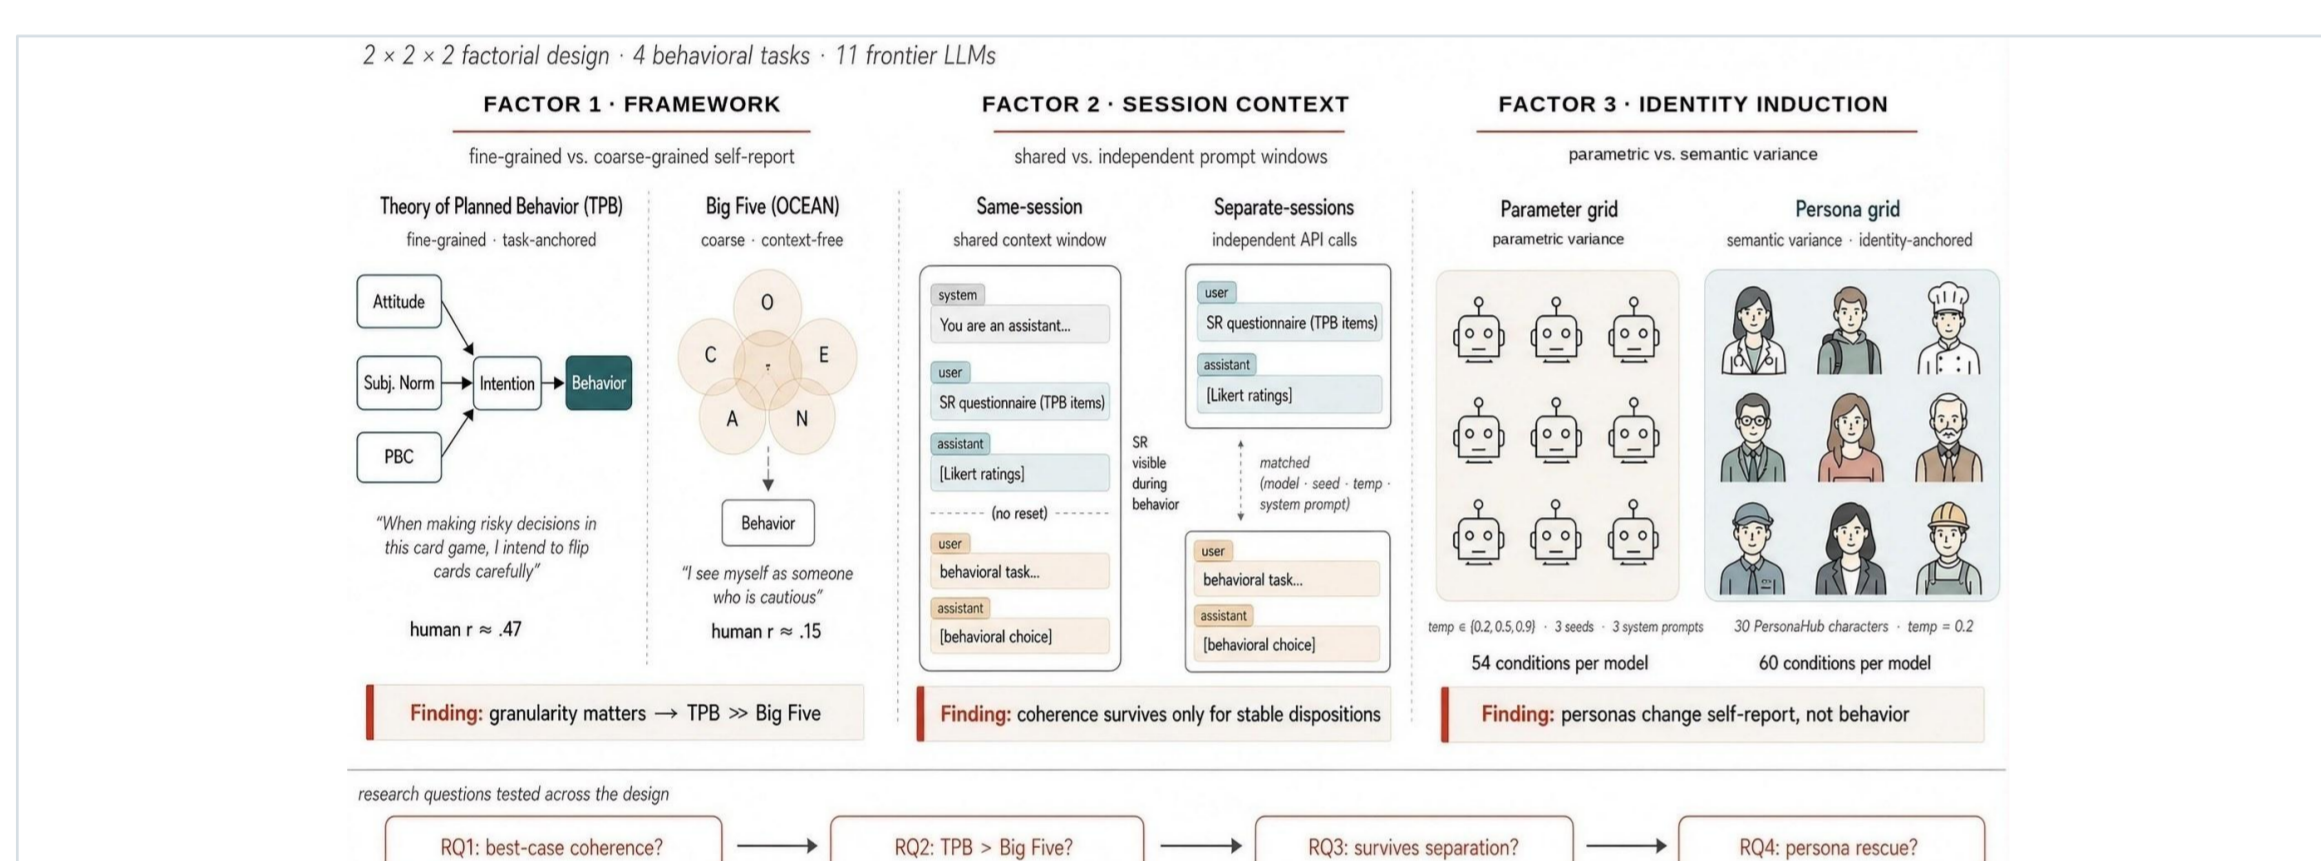 2 × 2 × 2 factorial design · 4 behavioral tasks · 11 frontier LLMs
FACTOR 1 · FRAMEWORK
fine-grained vs. coarse-grained self-report
Theory of Planned Behavior (TPB)
fine-grained · task-anchored
Attitude
Subj. Norm
PBC
Intention
Behavior
“When making risky decisions in
this card game, I intend to flip
cards carefully”
human r ≈ .47
Big Five (OCEAN)
coarse · context-free
O
C
E
A
N
Behavior
“I see myself as someone
who is cautious”
human r ≈ .15
Finding: granularity matters → TPB ≫ Big Five
FACTOR 2 · SESSION CONTEXT
shared vs. independent prompt windows
Same-session
shared context window
system
You are an assistant...
user
SR questionnaire (TPB items)
assistant
[Likert ratings]
(no reset)
user
behavioral task...
assistant
[behavioral choice]
SR
visible
during
behavior
Separate-sessions
independent API calls
user
SR questionnaire (TPB items)
assistant
[Likert ratings]
matched
(model · seed · temp ·
system prompt)
user
behavioral task...
assistant
[behavioral choice]
Finding: coherence survives only for stable dispositions
FACTOR 3 · IDENTITY INDUCTION
parametric vs. semantic variance
Parameter grid
parametric variance
temp ∈ {0.2, 0.5, 0.9} · 3 seeds · 3 system prompts
54 conditions per model
Persona grid
semantic variance · identity-anchored
30 PersonaHub characters · temp = 0.2
60 conditions per model
Finding: personas change self-report, not behavior
research questions tested across the design
RQ1: best-case coherence?
RQ2: TPB > Big Five?
RQ3: survives separation?
RQ4: persona rescue?